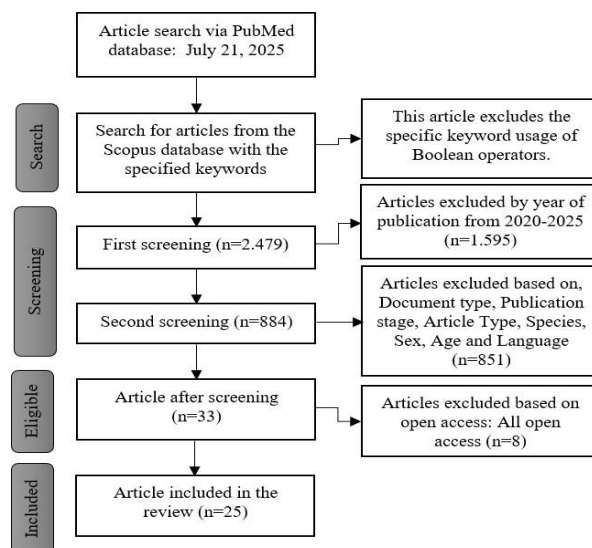 Article search via PubMed
database:  July 21, 2025
Search
Search for articles from the
Scopus database with the
specified keywords
This article excludes the
specific keyword usage of
Boolean operators.
Screening
First screening (n=2.479)
Articles excluded by year of
publication from 2020-2025
(n=1.595)
Second screening (n=884)
Articles excluded based on,
Document type, Publication
stage, Article Type, Species,
Sex, Age and Language
(n=851)
Eligible
Article after screening
(n=33)
Articles excluded based on
open access: All open
access (n=8)
Included
Article included in the
review (n=25)